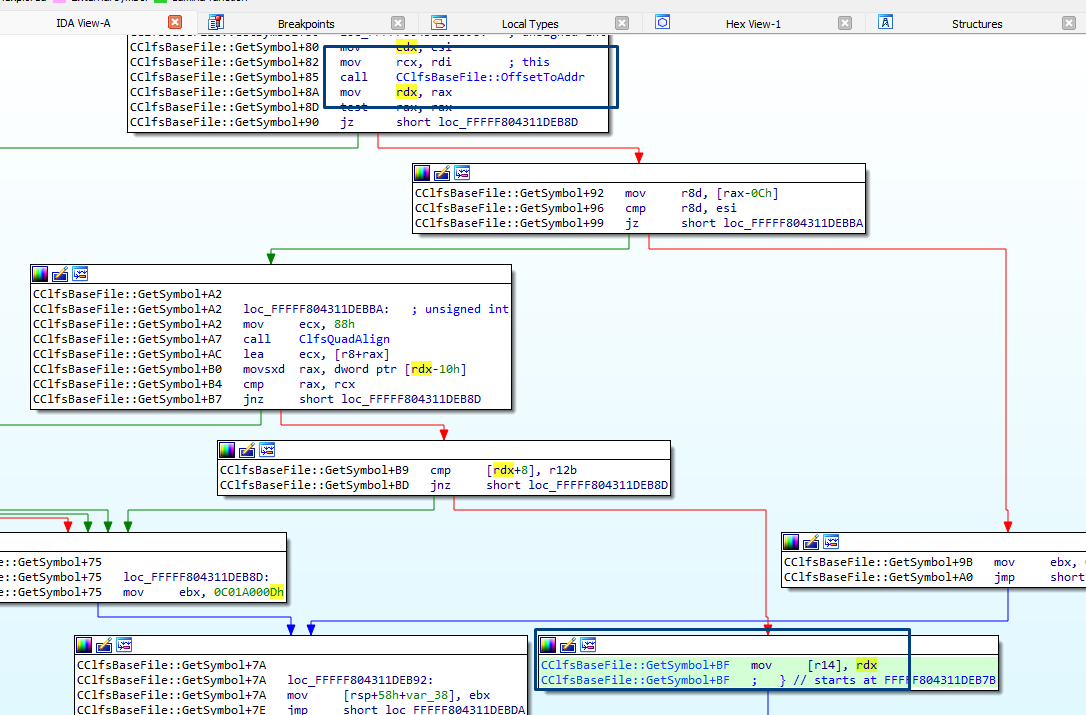 IDA View-A Breakpoints Local Types Hex View-1 Structures
CClfsBaseFile::GetSymbol+80 mov edx, esi
CClfsBaseFile::GetSymbol+82 mov rcx, rdi ; this
CClfsBaseFile::GetSymbol+85 call CClfsBaseFile::OffsetToAddr
CClfsBaseFile::GetSymbol+8A mov rdx, rax
CClfsBaseFile::GetSymbol+8D test rax, rax
CClfsBaseFile::GetSymbol+90 jz short loc_FFFFF804311DEB8D
CClfsBaseFile::GetSymbol+92 mov r8d, [rax-0Ch]
CClfsBaseFile::GetSymbol+96 cmp r8d, esi
CClfsBaseFile::GetSymbol+99 jz short loc_FFFFF804311DEBBA
CClfsBaseFile::GetSymbol+A2
CClfsBaseFile::GetSymbol+A2 loc_FFFFF804311DEBBA: ; unsigned int
CClfsBaseFile::GetSymbol+A2 mov ecx, 88h
CClfsBaseFile::GetSymbol+A7 call ClfsQuadAlign
CClfsBaseFile::GetSymbol+AC lea ecx, [r8+rax]
CClfsBaseFile::GetSymbol+B0 movsxd rax, dword ptr [rdx-10h]
CClfsBaseFile::GetSymbol+B4 cmp rax, rcx
CClfsBaseFile::GetSymbol+B7 jnz short loc_FFFFF804311DEB8D
CClfsBaseFile::GetSymbol+B9 cmp [rdx+8], r12b
CClfsBaseFile::GetSymbol+BD jnz short loc_FFFFF804311DEB8D
e::GetSymbol+75
e::GetSymbol+75 loc_FFFFF804311DEB8D:
e::GetSymbol+75 mov ebx, 0C01A000Dh
CClfsBaseFile::GetSymbol+9B mov ebx,
CClfsBaseFile::GetSymbol+A0 jmp short
CClfsBaseFile::GetSymbol+7A
CClfsBaseFile::GetSymbol+7A loc_FFFFF804311DEB92:
CClfsBaseFile::GetSymbol+7A mov [rsp+58h+var_38], ebx
CClfsBaseFile::GetSymbol+7E jmp short loc_FFFFF804311DEBDA
CClfsBaseFile::GetSymbol+BF mov [r14], rdx
CClfsBaseFile::GetSymbol+BF ; } // starts at FFFFF804311DEB7B